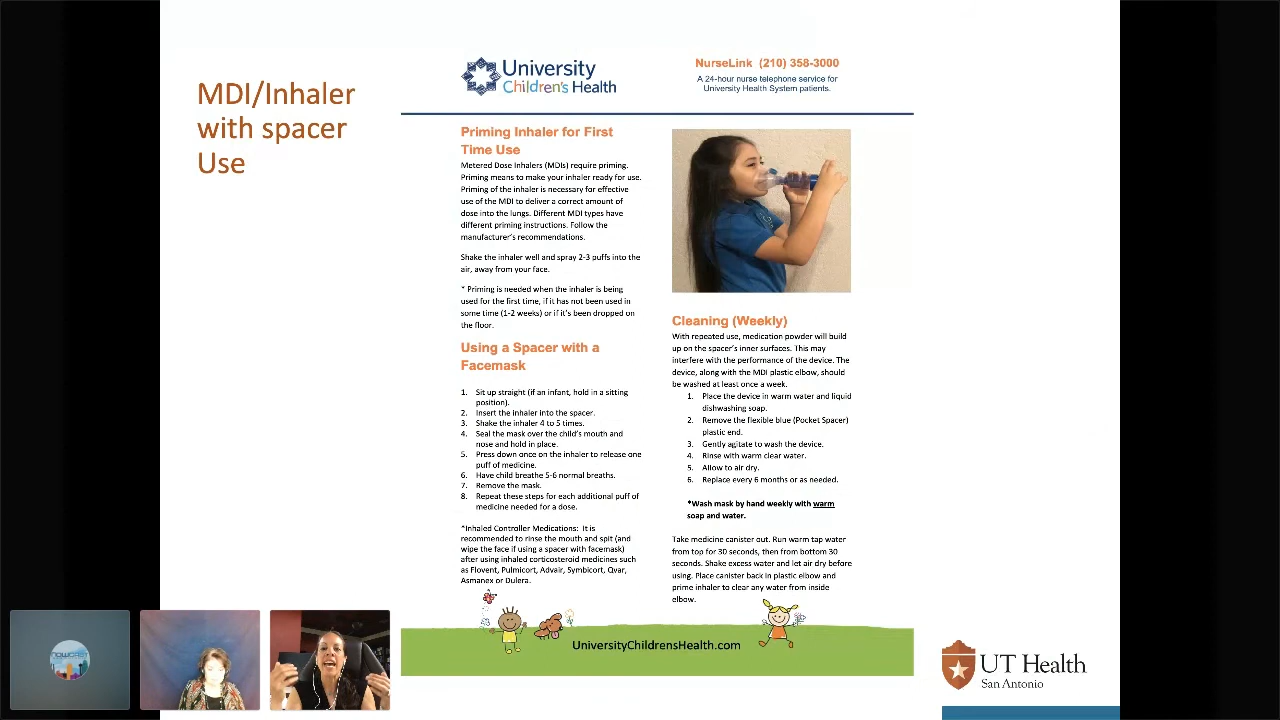 MDI/Inhaler
with spacer
Use
University
Children's Health
NurseLink (210) 358-3000
A 24-hour nurse telephone service for
University Health System patients.
Priming Inhaler for First
Time Use
Metered Dose Inhalers (MDIs) require priming.
Priming means to make your inhaler ready for use.
Priming of the inhaler is necessary for effective
use of the MDI to deliver a correct amount of
dose into the lungs. Different MDI types have
different priming instructions. Follow the
manufacturer's recommendations.
Shake the inhaler well and spray 2-3 puffs into the
air, away from your face.
* Priming is needed when the inhaler is being
used for the first time, if it has not been used in
some time (1-2 weeks) or if it's been dropped on
the floor.
Using a Spacer with a
Facemask
1. Sit up straight (if an infant, hold in a sitting
position).
2. Insert the inhaler into the spacer.
3. Shake the inhaler 4 to 5 times.
4. Seal the mask over the child's mouth and
nose and hold in place.
5. Press down once on the inhaler to release one
puff of medicine.
6. Have child breathe 5-6 normal breaths.
7. Remove the mask.
8. Repeat these steps for each additional puff of
medicine needed for a dose.
*Inhaled Controller Medications: It is
recommended to rinse the mouth and spit (and
wipe the face if using a spacer with facemask)
after using inhaled corticosteroid medicines such
as Flovent, Pulmicort, Advair, Symbicort, Qvar,
Asmanex or Dulera.
Cleaning (Weekly)
With repeated use, medication powder will build
up on the spacer's inner surfaces. This may
interfere with the performance of the device. The
device, along with the MDI plastic elbow, should
be washed at least once a week.
1. Place the device in warm water and liquid
dishwashing soap.
2. Remove the flexible blue (Pocket Spacer)
plastic end.
3. Gently agitate to wash the device.
4. Rinse with warm clear water.
5. Allow to air dry.
6. Replace every 6 months or as needed.
*Wash mask by hand weekly with warm
soap and water.
Take medicine canister out. Run warm tap water
from top for 30 seconds, then from bottom 30
seconds. Shake excess water and let air dry before
using. Place canister back in plastic elbow and
prime inhaler to clear any water from inside
elbow.
UniversityChildrensHealth.com
NOWCAST
UT Health
San Antonio